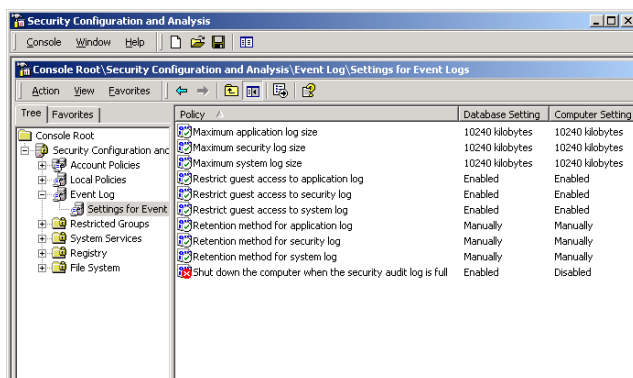 Security Configuration and Analysis
Console Window Help
Console Root\Security Configuration and Analysis\Event Log\Settings for Event Logs
Action View Favorites
Tree Favorites
Console Root
Security Configuration anc
Account Policies
Local Policies
Event Log
Settings for Event
Restricted Groups
System Services
Registry
File System
Policy Database Setting Computer Setting
Maximum application log size 10240 kilobytes 10240 kilobytes
Maximum security log size 10240 kilobytes 10240 kilobytes
Maximum system log size 10240 kilobytes 10240 kilobytes
Restrict guest access to application log Enabled Enabled
Restrict guest access to security log Enabled Enabled
Restrict guest access to system log Enabled Enabled
Retention method for application log Manually Manually
Retention method for security log Manually Manually
Retention method for system log Manually Manually
Shut down the computer when the security audit log is full Enabled Disabled